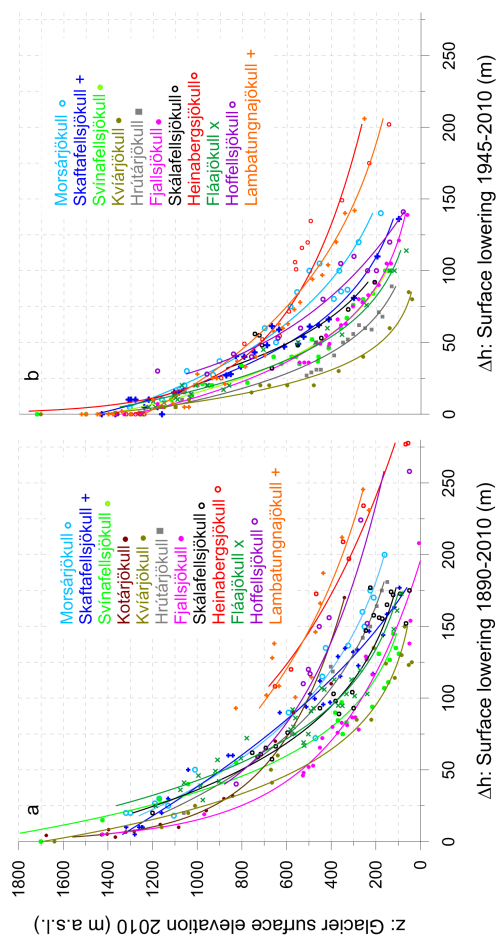 a
z: Glacier surface elevation 2010 (m a.s.l.)
1800
1600
1400
1200
1000
800
600
400
200
0
0
50
100
150
200
250
Δh: Surface lowering 1890-2010 (m)
Morsárjökull
Skaftafellsjökull
Svínafellsjökull
Kotárjökull
Kvíárjökull
Hrútárjökull
Fjallsjökull
Skálafellsjökull
Heinabergsjökull
Fláajökull
Hoffellsjökull
Lambatungnajökull
b
0
50
100
150
200
250
Δh: Surface lowering 1945-2010 (m)
Morsárjökull
Skaftafellsjökull
Svínafellsjökull
Kvíárjökull
Hrútárjökull
Fjallsjökull
Skálafellsjökull
Heinabergsjökull
Fláajökull
Hoffellsjökull
Lambatungnajökull